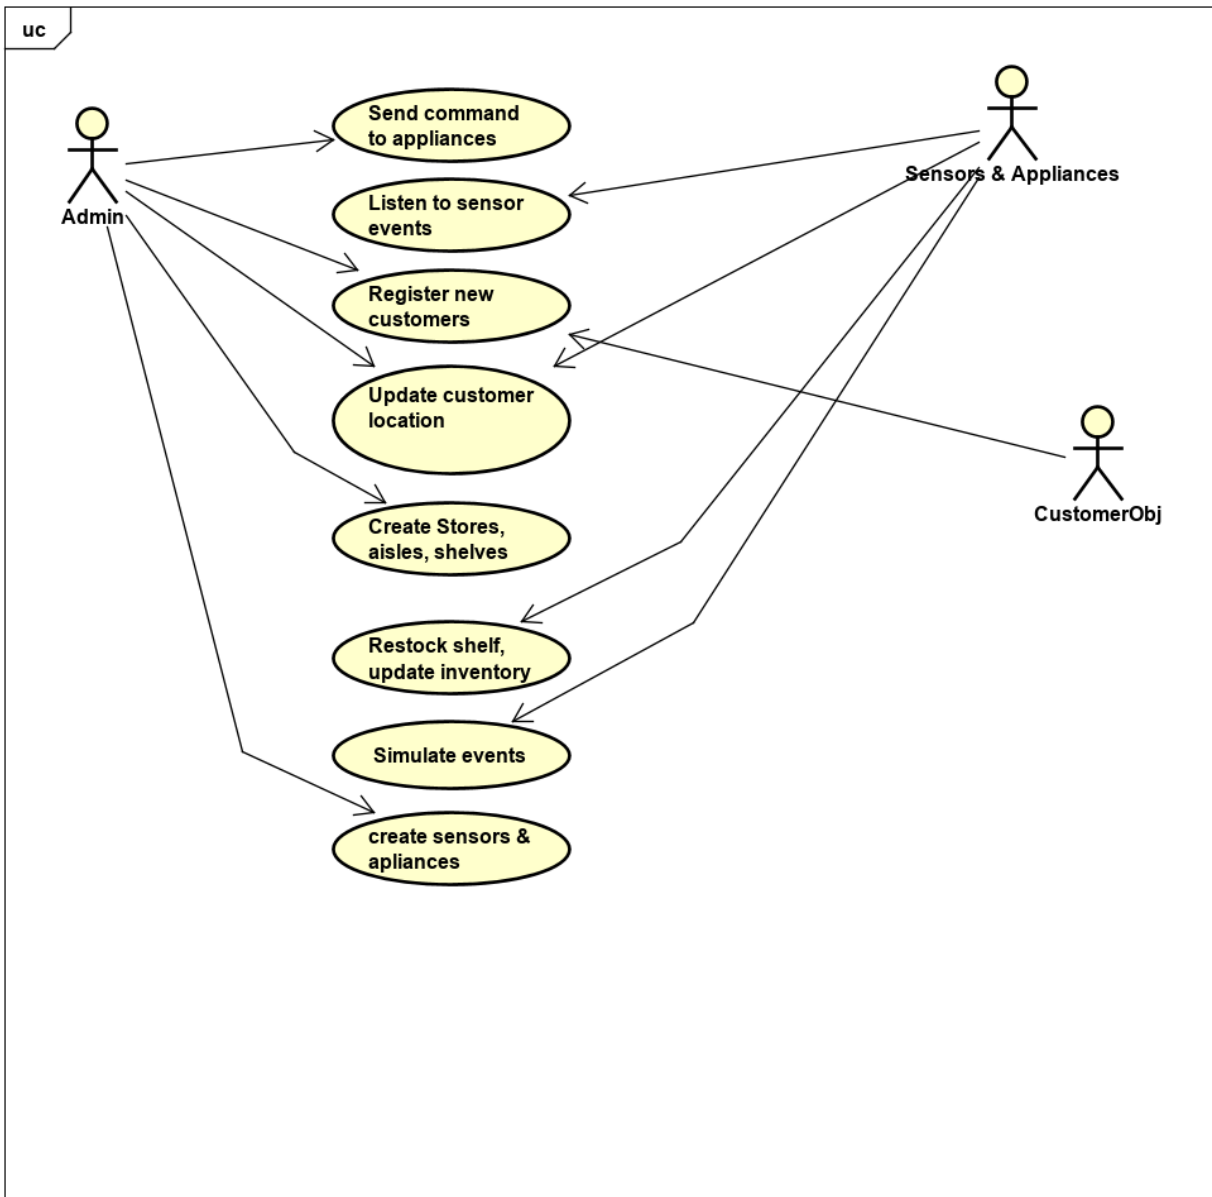 uc
Send command
to appliances
Admin
Sensors & Appliances
Listen to sensor
events
Register new
customers
Update customer
location
CustomerObj
Create Stores,
aisles, shelves
Restock shelf,
update inventory
Simulate events
create sensors &
apliances